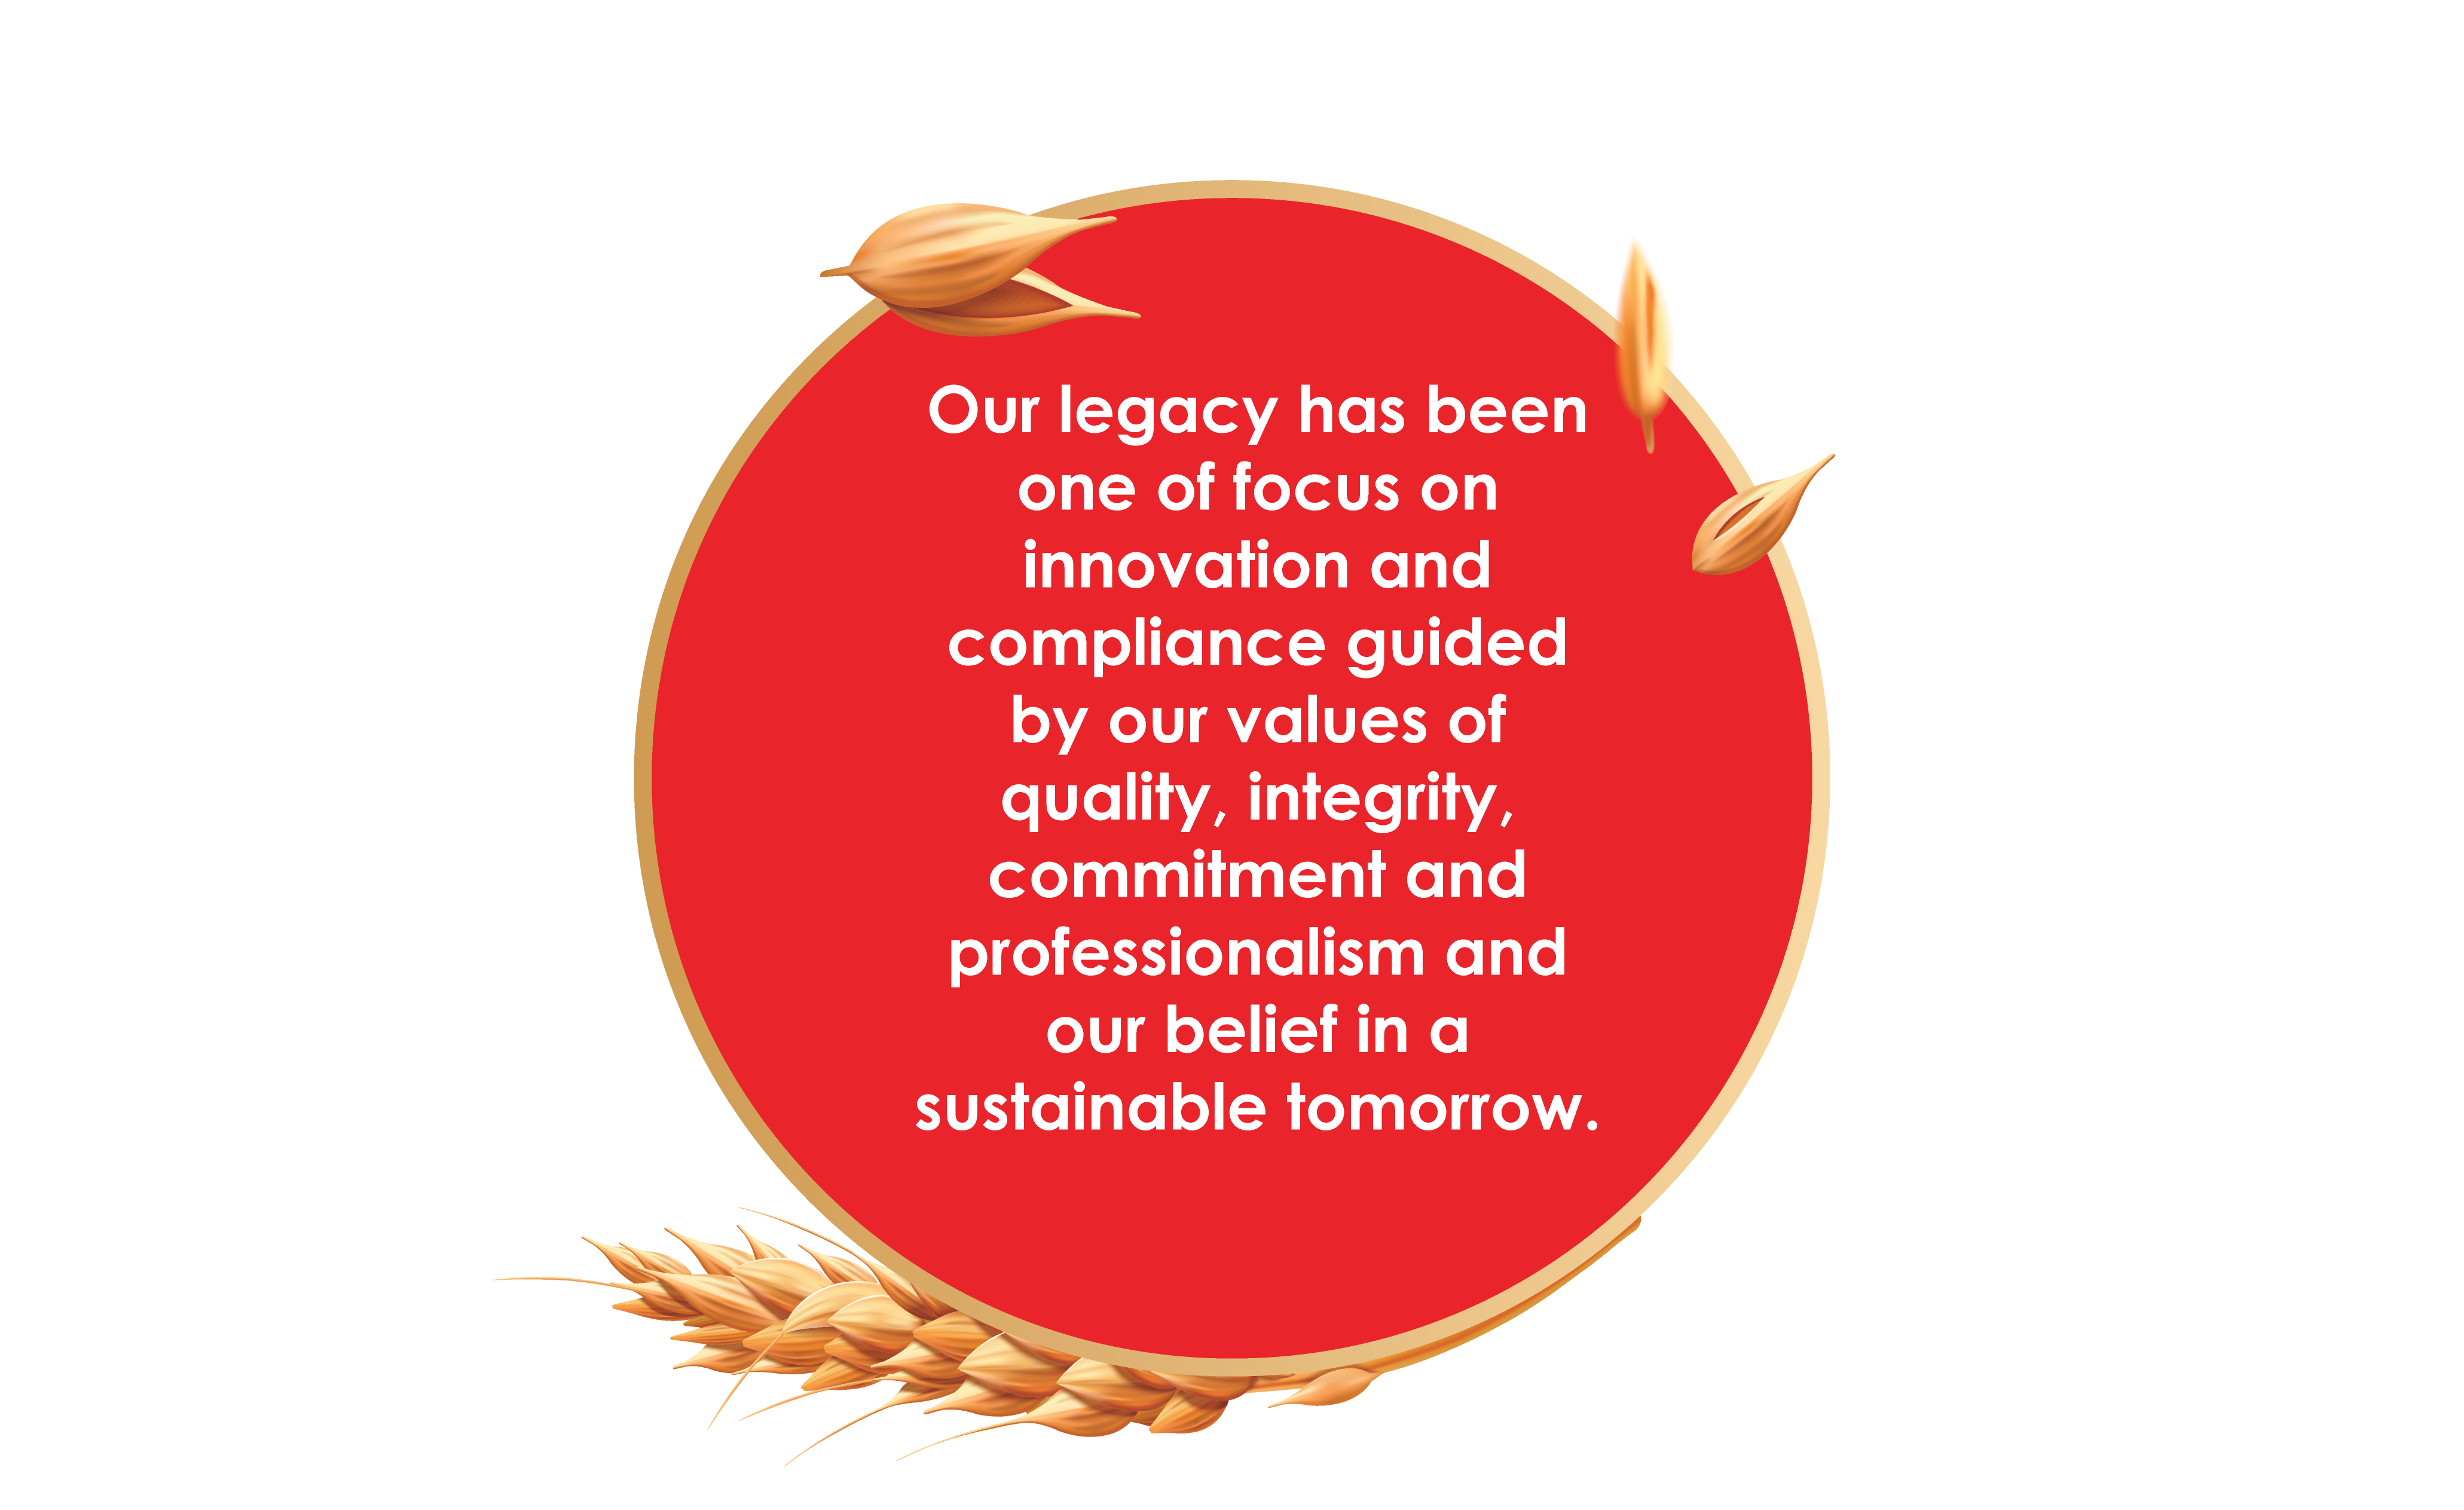 Our legacy has been
one of focus on
innovation and
compliance guided
by our values of
quality, integrity,
commitment and
professionalism and
our belief in a
sustainable tomorrow.